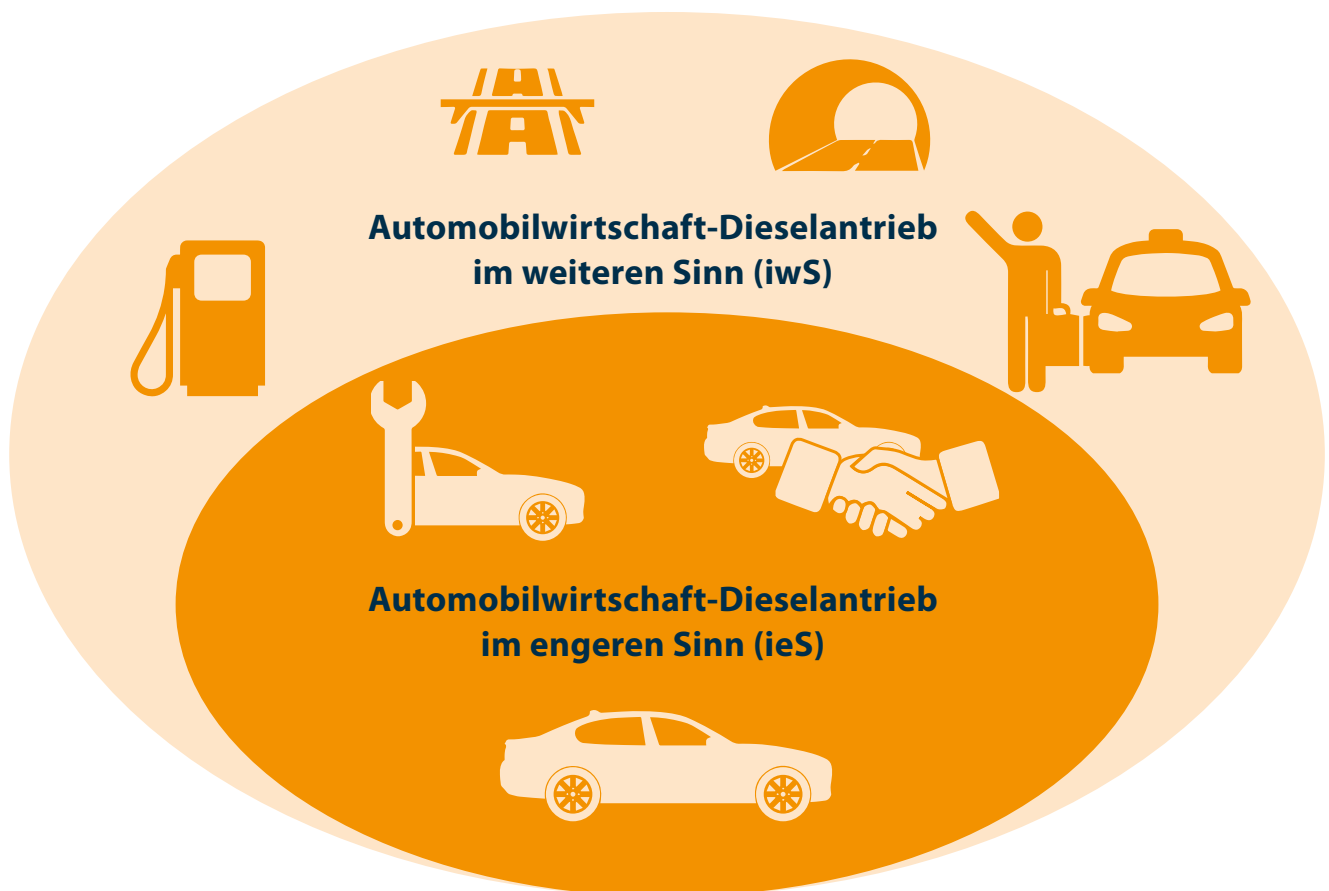 Automobilwirtschaft-Dieselantrieb
im weiteren Sinn (iwS)
Automobilwirtschaft-Dieselantrieb
im engeren Sinn (ieS)